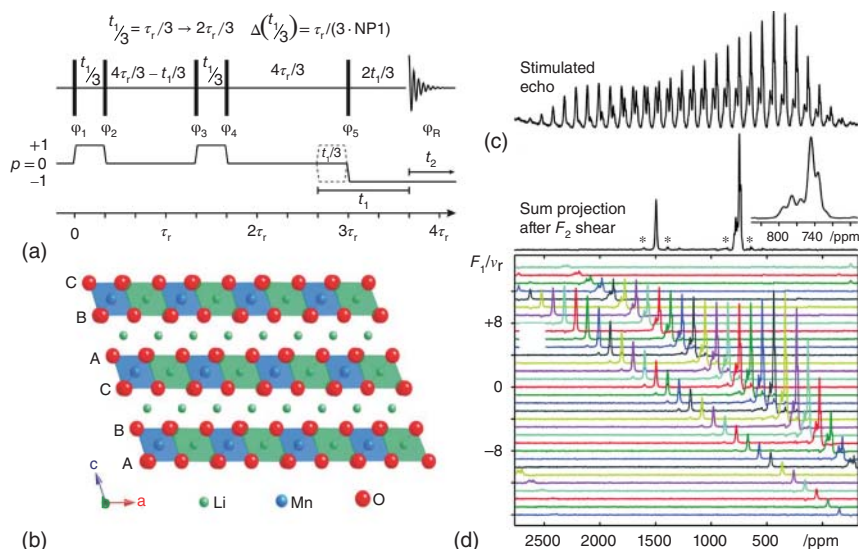 t₁/3 = τᵣ/3 → 2τᵣ/3 Δ(t₁/3) = τᵣ/(3 · NP1)
t₁/3 4τᵣ/3 – t₁/3 t₁/3 4τᵣ/3 2t₁/3
φ₁ φ₂ φ₃ φ₄ φ₅ φ_R
+1
p = 0
−1
t₁/3
t₂
t₁
0 τᵣ 2τᵣ 3τᵣ 4τᵣ
(a)
C
B
A
C
B
A
c
b
a
Li Mn O
(b)
Stimulated
echo
(c)
Sum projection
after F₂ shear
* * * *
800 740 /ppm
F₁/νᵣ
+8
0
−8
2500 2000 1500 1000 500 /ppm
(d)